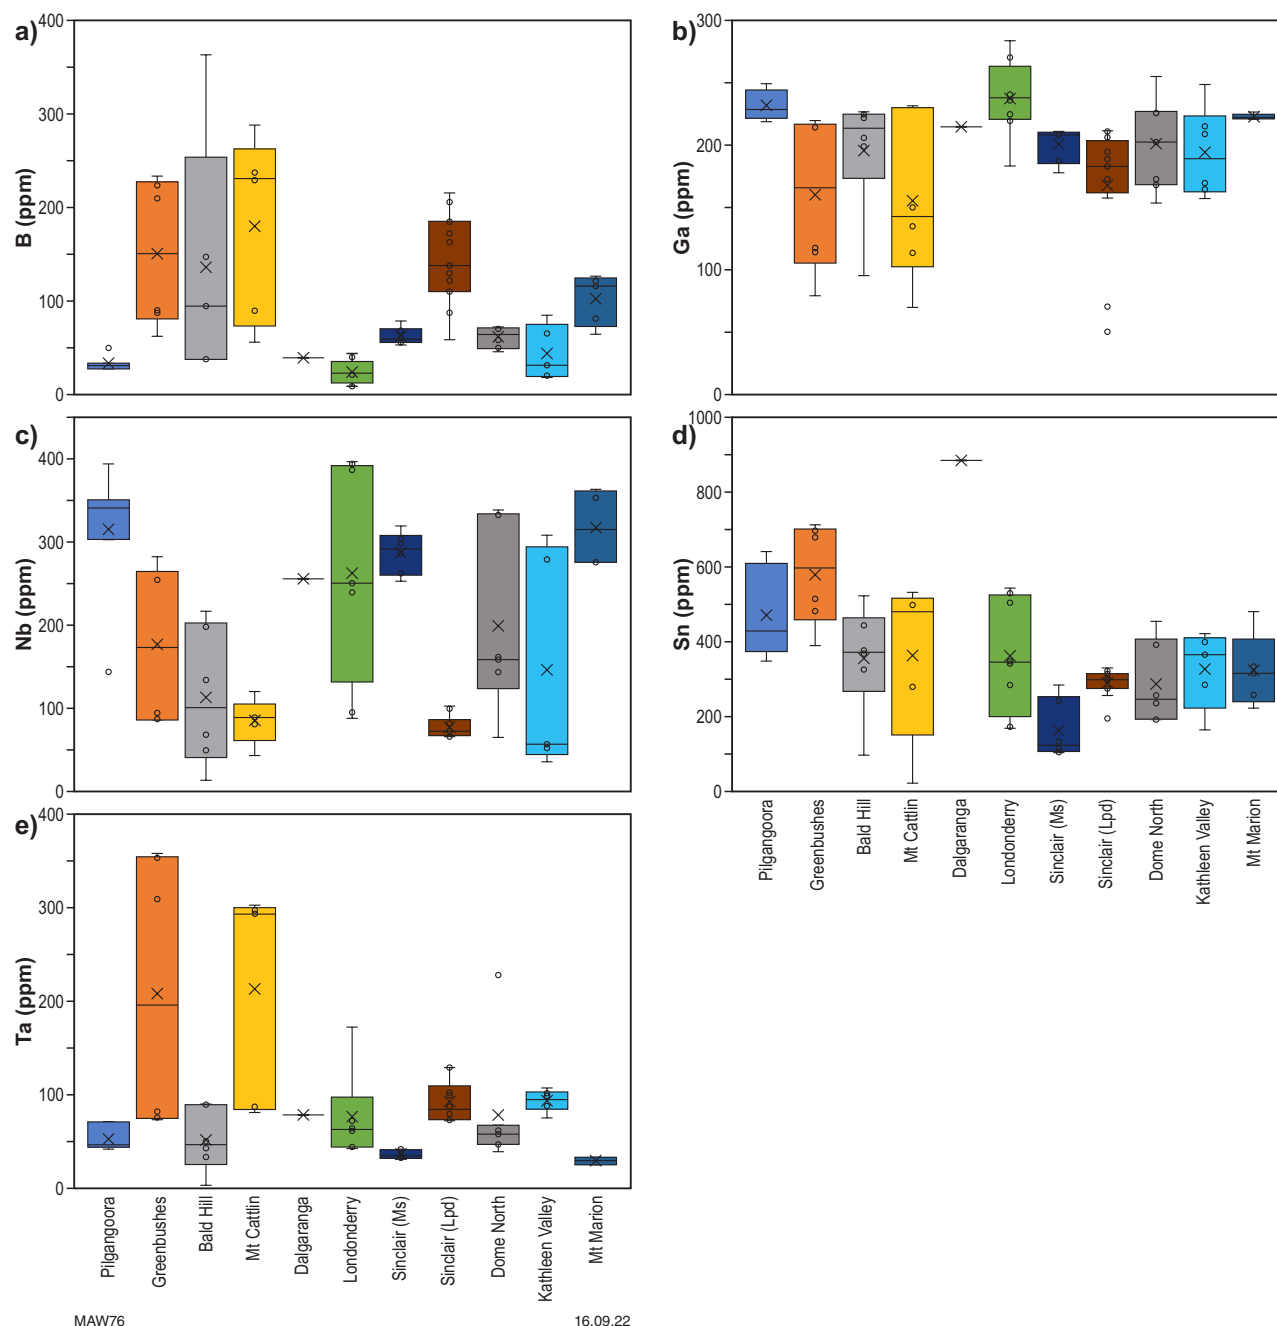 a)
B (ppm)
400
300
200
100
0
b)
Ga (ppm)
300
200
100
0
c)
Nb (ppm)
400
300
200
100
0
d)
Sn (ppm)
1000
800
600
400
200
0
Pilgangoora
Greenbushes
Bald Hill
Mt Cattlin
Dalgaranga
Londonderry
Sinclair (Ms)
Sinclair (Lpd)
Dome North
Kathleen Valley
Mt Marion
e)
Ta (ppm)
400
300
200
100
0
Pilgangoora
Greenbushes
Bald Hill
Mt Cattlin
Dalgaranga
Londonderry
Sinclair (Ms)
Sinclair (Lpd)
Dome North
Kathleen Valley
Mt Marion
MAW76
16.09.22